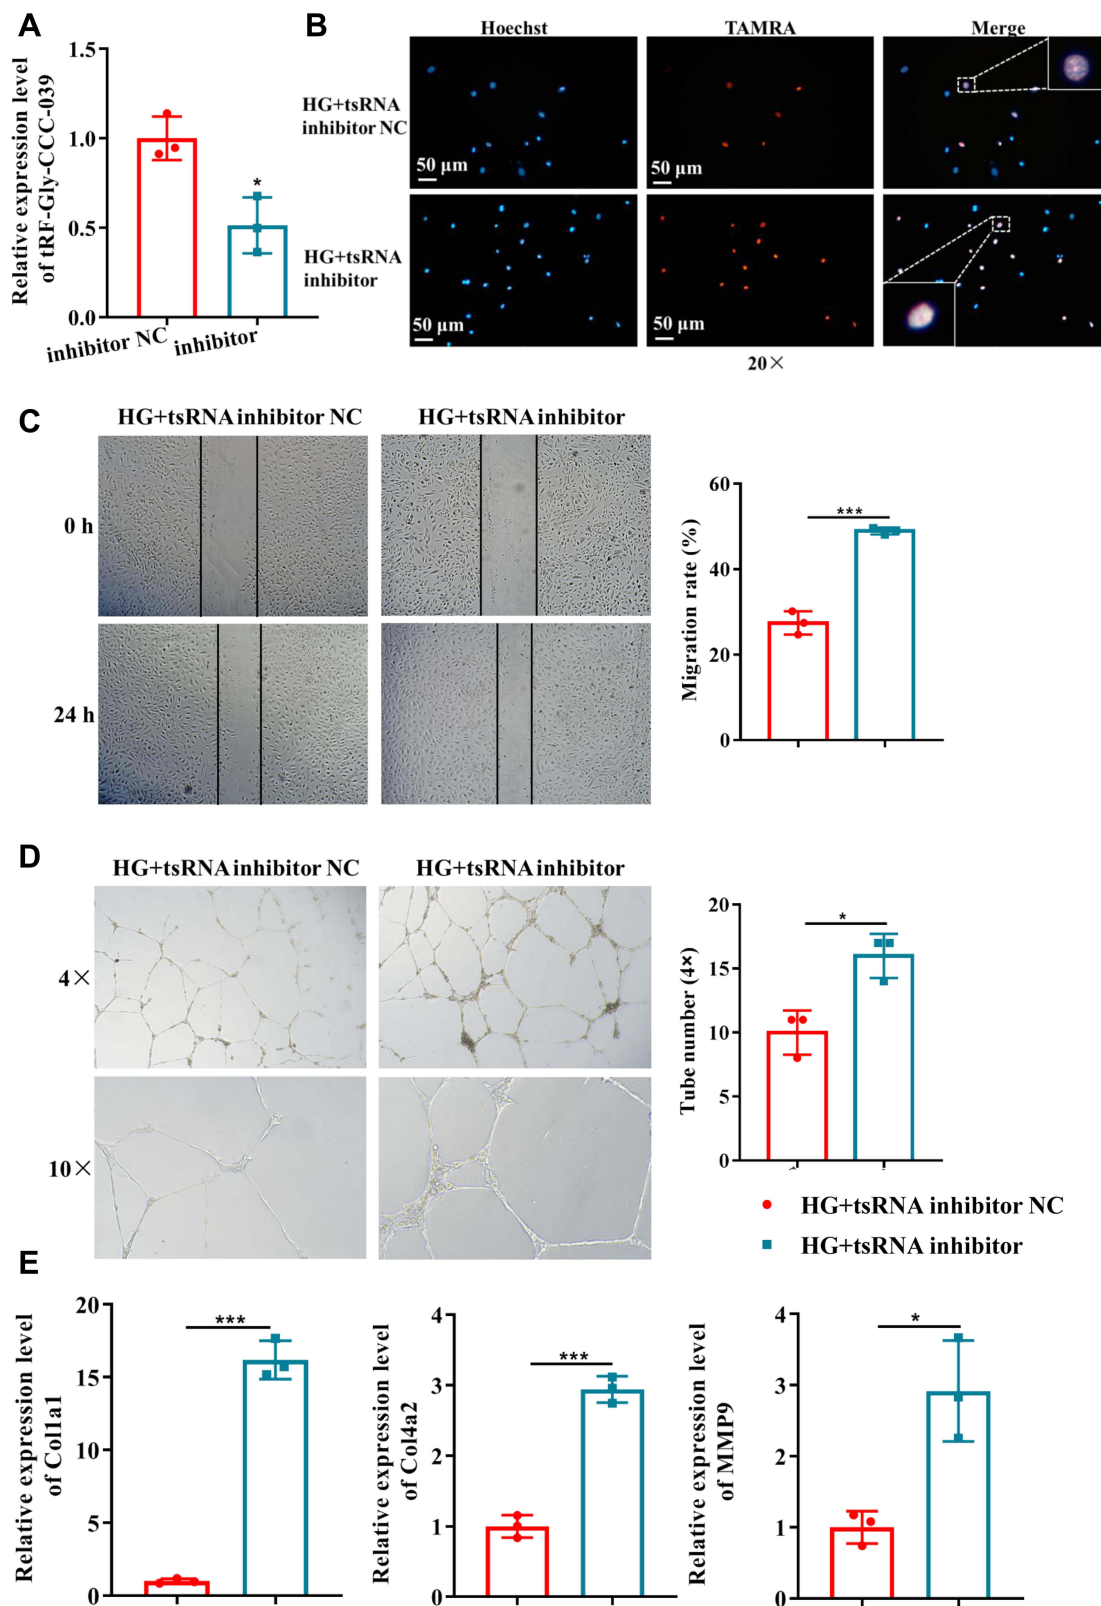 A
Relative expression level
of tRF-Gly-CCC-039
1.5
1.0
0.5
0.0
*
inhibitor NC
inhibitor
B
Hoechst
TAMRA
Merge
HG+tsRNA
inhibitor NC
50 µm
50 µm
HG+tsRNA
inhibitor
50 µm
50 µm
20×
C
HG+tsRNA inhibitor NC
HG+tsRNA inhibitor
0 h
24 h
Migration rate (%)
60
40
20
0
***
D
HG+tsRNA inhibitor NC
HG+tsRNA inhibitor
4×
10×
Tube number (4×)
20
15
10
5
0
*
HG+tsRNA inhibitor NC
HG+tsRNA inhibitor
E
Relative expression level
of Col1a1
20
15
10
5
0
***
Relative expression level
of Col4a2
4
3
2
1
0
***
Relative expression level
of MMP9
4
3
2
1
0
*